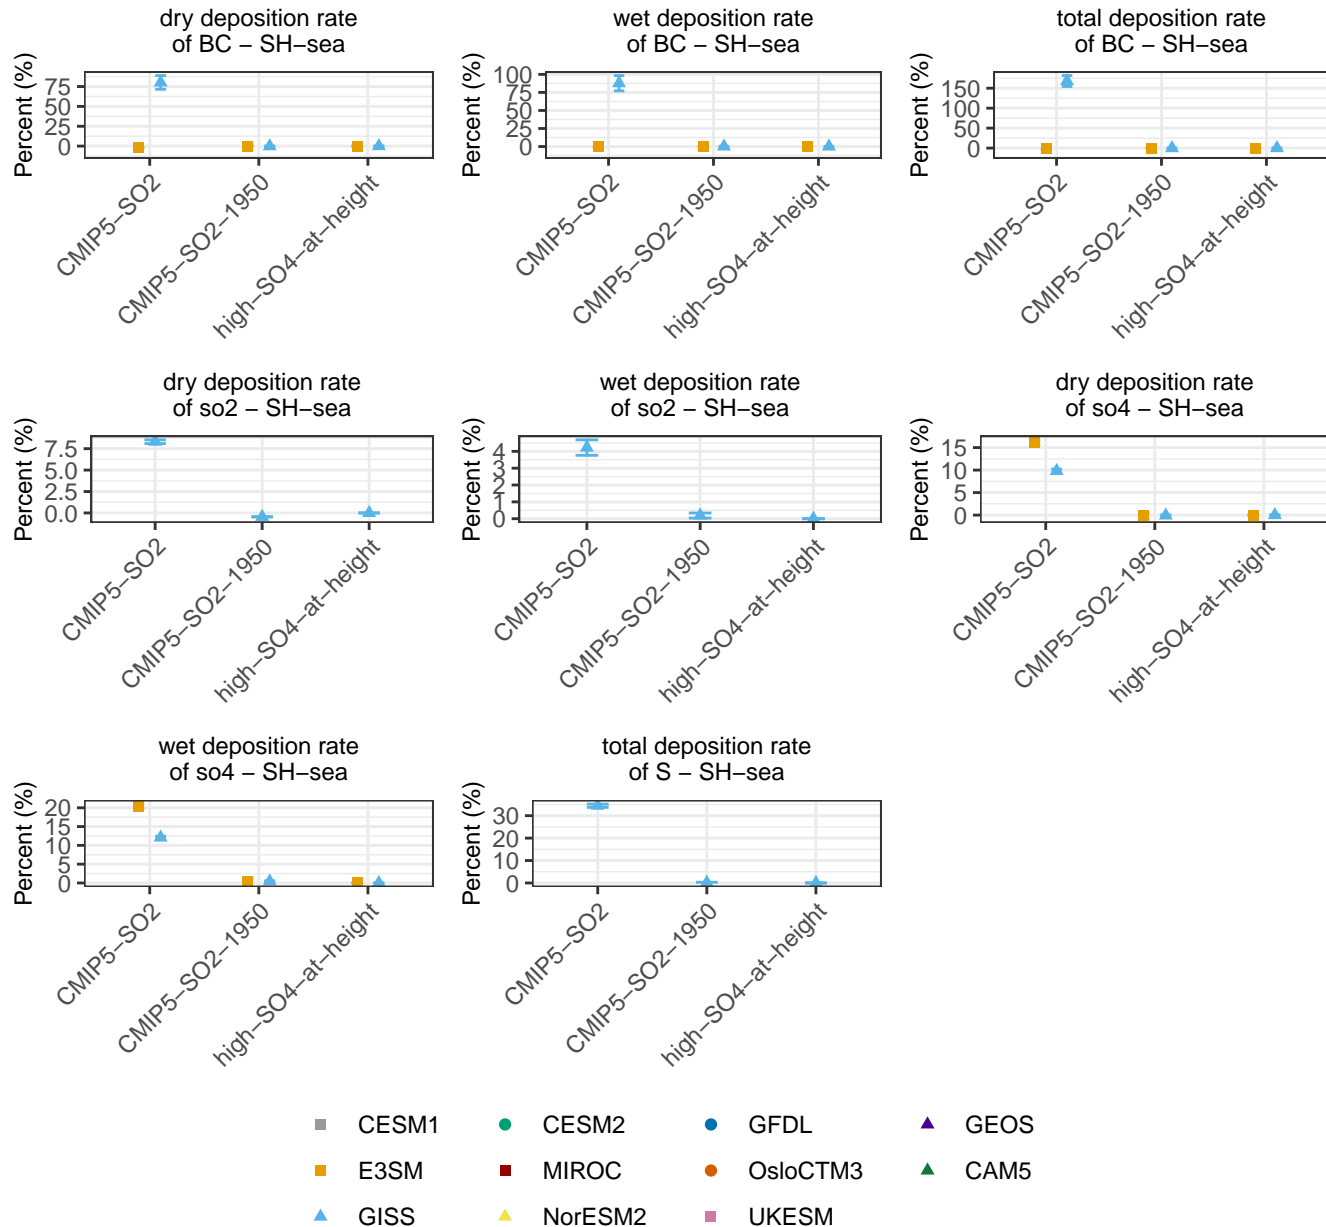 dry deposition rate
of BC − SH−sea
wet deposition rate
of BC − SH−sea
total deposition rate
of BC − SH−sea
Percent (%)
75
50
25
0
CMIP5−SO2
CMIP5−SO2−1950
high−SO4−at−height
Percent (%)
100
75
50
25
0
CMIP5−SO2
CMIP5−SO2−1950
high−SO4−at−height
Percent (%)
150
100
50
0
CMIP5−SO2
CMIP5−SO2−1950
high−SO4−at−height
dry deposition rate
of so2 − SH−sea
wet deposition rate
of so2 − SH−sea
dry deposition rate
of so4 − SH−sea
Percent (%)
7.5
5.0
2.5
0.0
CMIP5−SO2
CMIP5−SO2−1950
high−SO4−at−height
Percent (%)
4
3
2
1
0
CMIP5−SO2
CMIP5−SO2−1950
high−SO4−at−height
Percent (%)
15
10
5
0
CMIP5−SO2
CMIP5−SO2−1950
high−SO4−at−height
wet deposition rate
of so4 − SH−sea
total deposition rate
of S − SH−sea
Percent (%)
20
15
10
5
0
CMIP5−SO2
CMIP5−SO2−1950
high−SO4−at−height
Percent (%)
30
20
10
0
CMIP5−SO2
CMIP5−SO2−1950
high−SO4−at−height
CESM1 CESM2 GFDL GEOS
E3SM MIROC OsloCTM3 CAM5
GISS NorESM2 UKESM